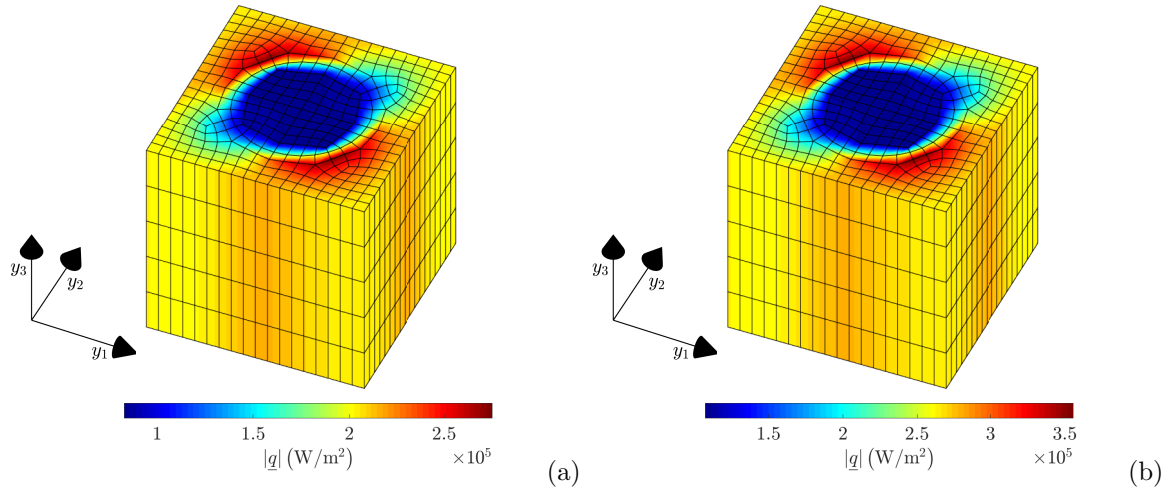 y₃
y₂
y₁
1 1.5 2 2.5
|q| (W/m²) ×10⁵
(a)
y₃
y₂
y₁
1.5 2 2.5 3 3.5
|q| (W/m²) ×10⁵
(b)